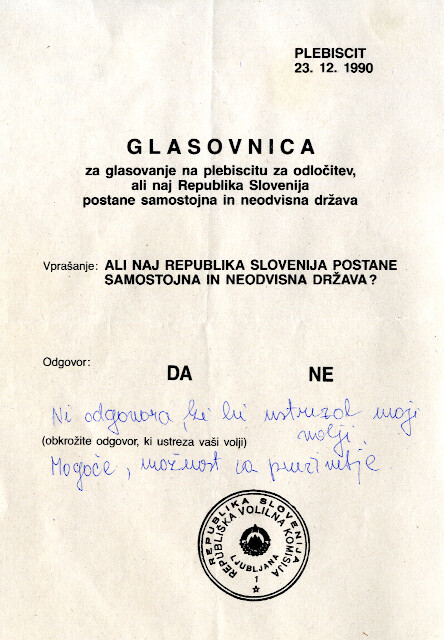 PLEBISCIT
23. 12. 1990
GLASOVNICA
za glasovanje na plebiscitu za odločitev,
ali naj Republika Slovenija
postane samostojna in neodvisna država
Vprašanje: ALI NAJ REPUBLIKA SLOVENIJA POSTANE
SAMOSTOJNA IN NEODVISNA DRŽAVA?
Odgovor:
DA NE
Ni odgovora, ki bi ustrezal moji
volji.
(obkrožite odgovor, ki ustreza vaši volji)
Mogoče, možnost za
REPUBLIKA SLOVENIJA
REPUBLIŠKA VOLILNA KOMISIJA
LJUBLJANA
1